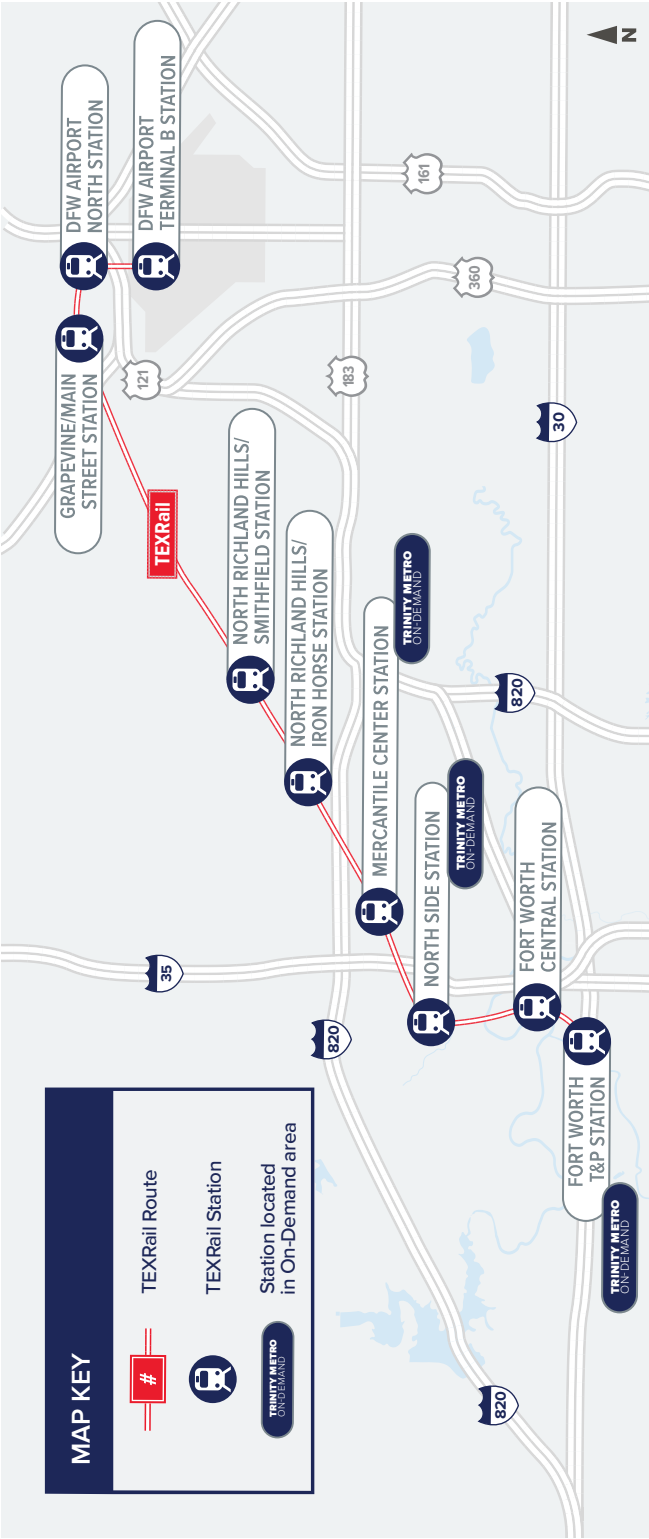 MAP KEY
#
TEXRail Route
TEXRail Station
TRINITY METRO
ON-DEMAND
Station located
in On-Demand area
820
35
820
FORT WORTH
T&P STATION
TRINITY METRO
ON-DEMAND
FORT WORTH
CENTRAL STATION
NORTH SIDE STATION
TRINITY METRO
ON-DEMAND
MERCANTILE CENTER STATION
TRINITY METRO
ON-DEMAND
820
NORTH RICHLAND HILLS/
IRON HORSE STATION
NORTH RICHLAND HILLS/
SMITHFIELD STATION
TEXRail
GRAPEVINE/MAIN
STREET STATION
121
183
30
360
161
DFW AIRPORT
NORTH STATION
DFW AIRPORT
TERMINAL B STATION
N